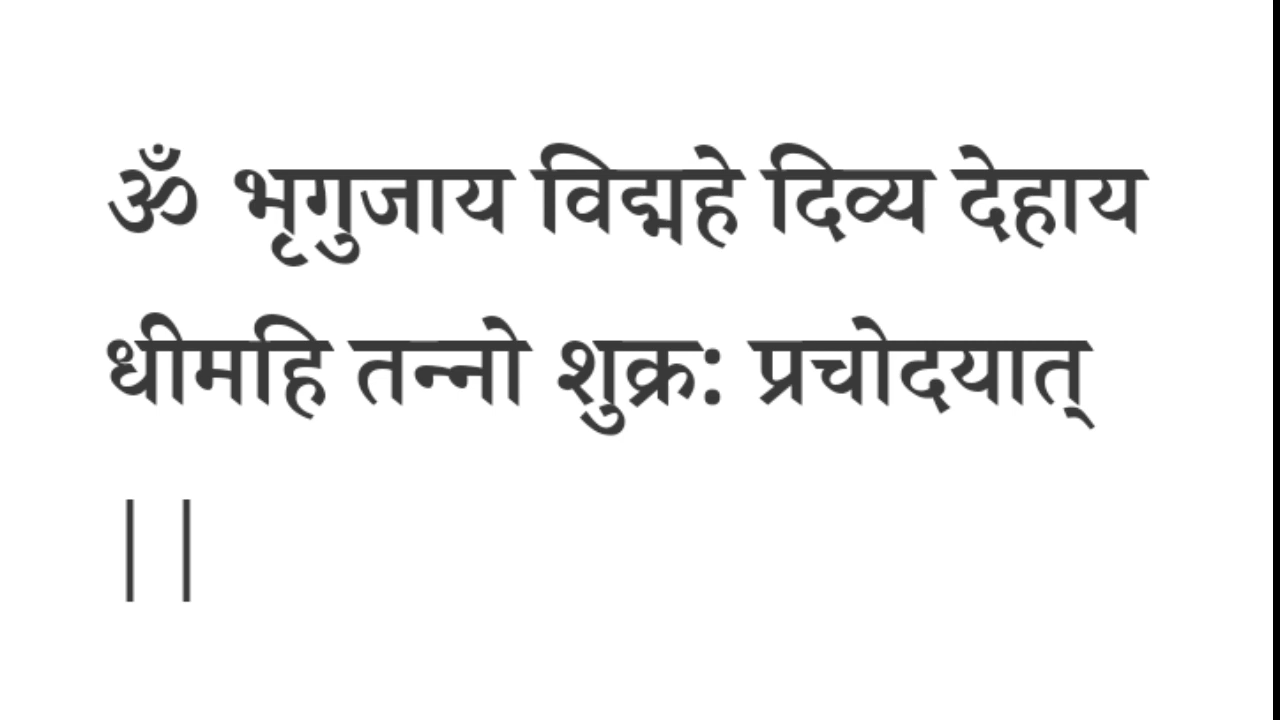 ॐ भृगुजाय विद्महे दिव्य देहाय
धीमहि तन्नो शुक्र: प्रचोदयात्
||